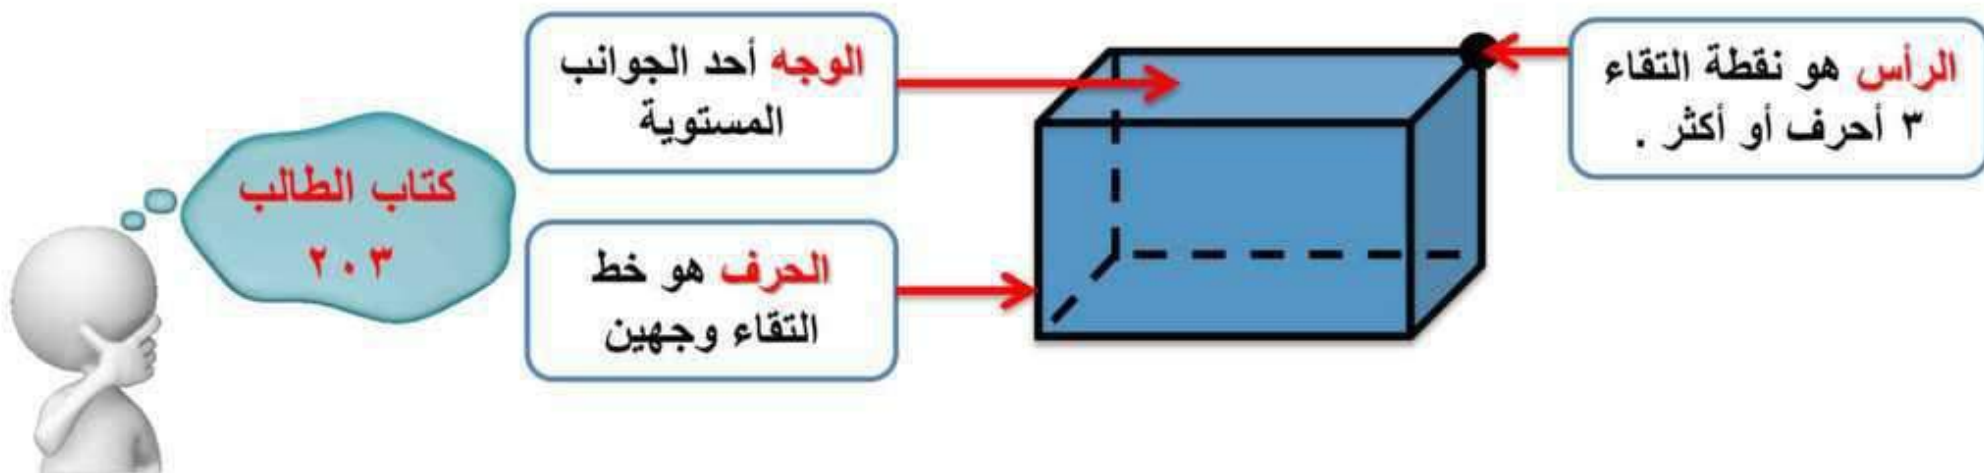 الرأس هو نقطة التقاء
٣ أحرف أو أكثر .
الوجه أحد الجوانب
المستوية
الحرف هو خط
التقاء وجهين
كتاب الطالب
٢٠٣